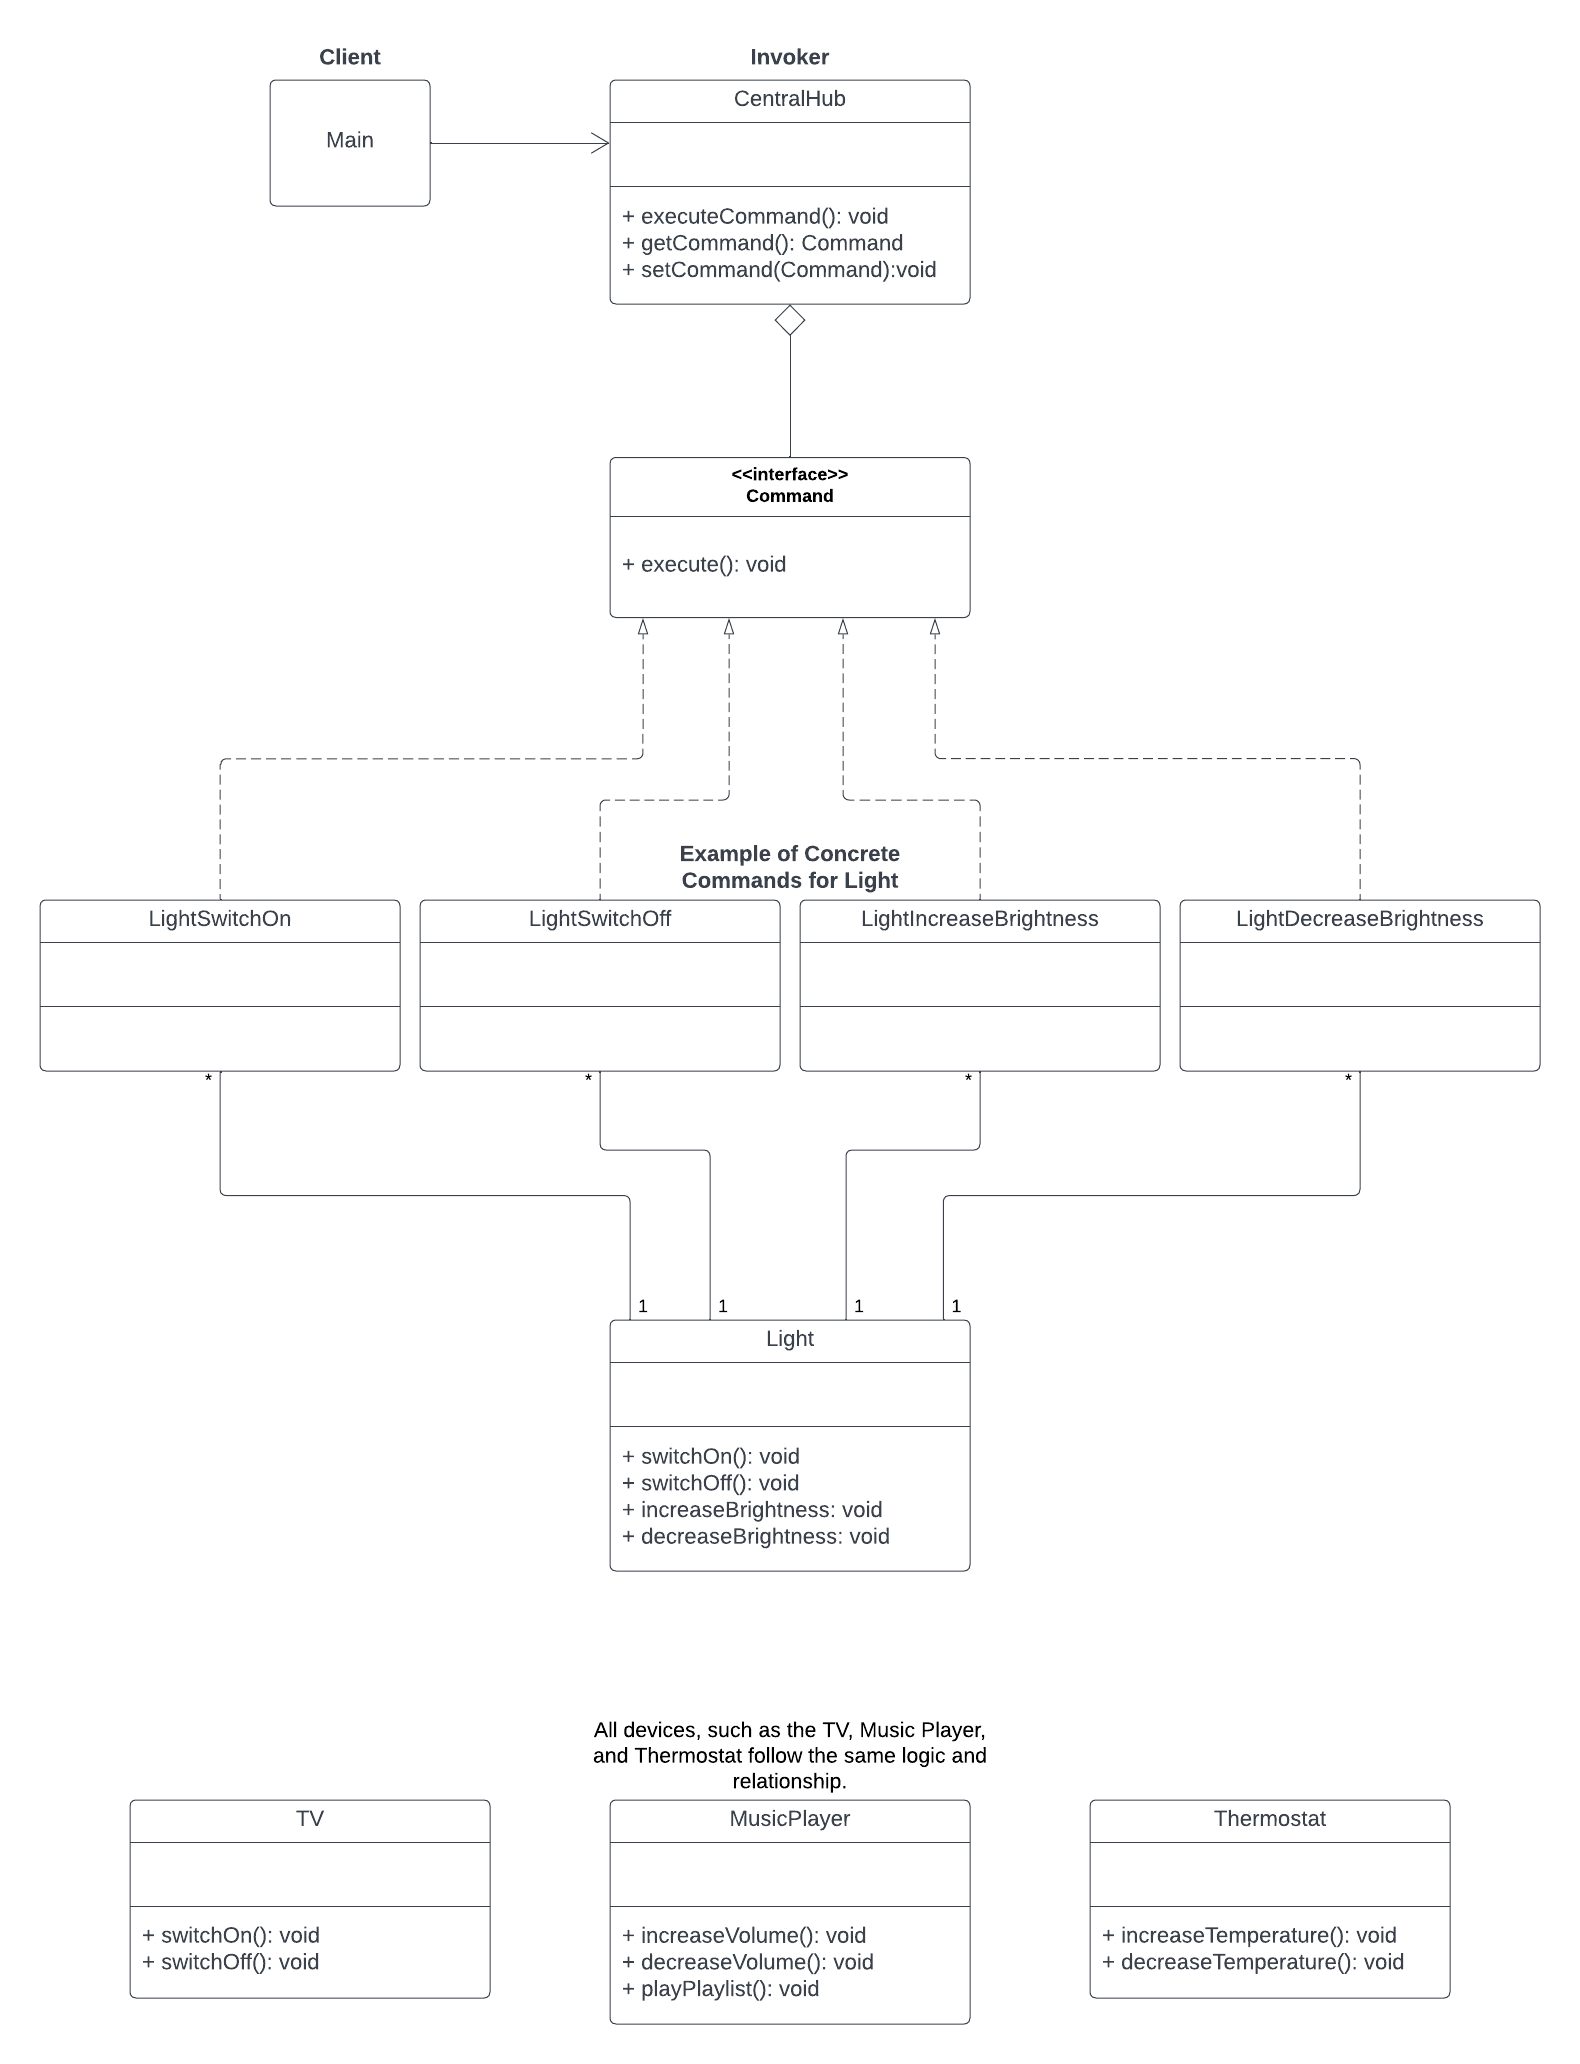 Client
Invoker
Main
CentralHub
+ executeCommand(): void
+ getCommand(): Command
+ setCommand(Command):void
<<interface>>
Command
+ execute(): void
Example of Concrete
Commands for Light
LightSwitchOn
LightSwitchOff
LightIncreaseBrightness
LightDecreaseBrightness
*
*
*
*
1
1
1
1
Light
+ switchOn(): void
+ switchOff(): void
+ increaseBrightness: void
+ decreaseBrightness: void
All devices, such as the TV, Music Player,
and Thermostat follow the same logic and
relationship.
TV
+ switchOn(): void
+ switchOff(): void
MusicPlayer
+ increaseVolume(): void
+ decreaseVolume(): void
+ playPlaylist(): void
Thermostat
+ increaseTemperature(): void
+ decreaseTemperature(): void